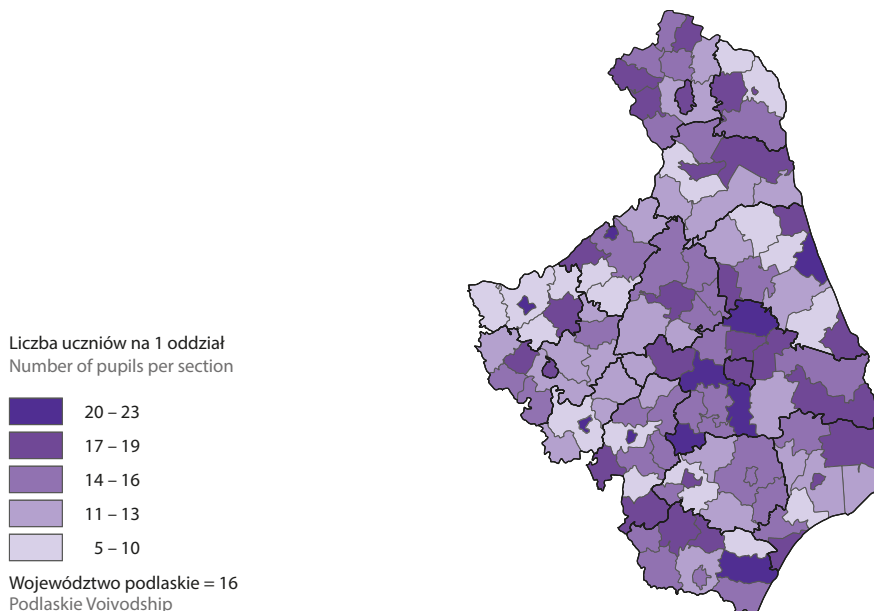 Liczba uczniów na 1 oddział
Number of pupils per section
20 – 23
17 – 19
14 – 16
11 – 13
5 – 10
Województwo podlaskie = 16
Podlaskie Voivodship